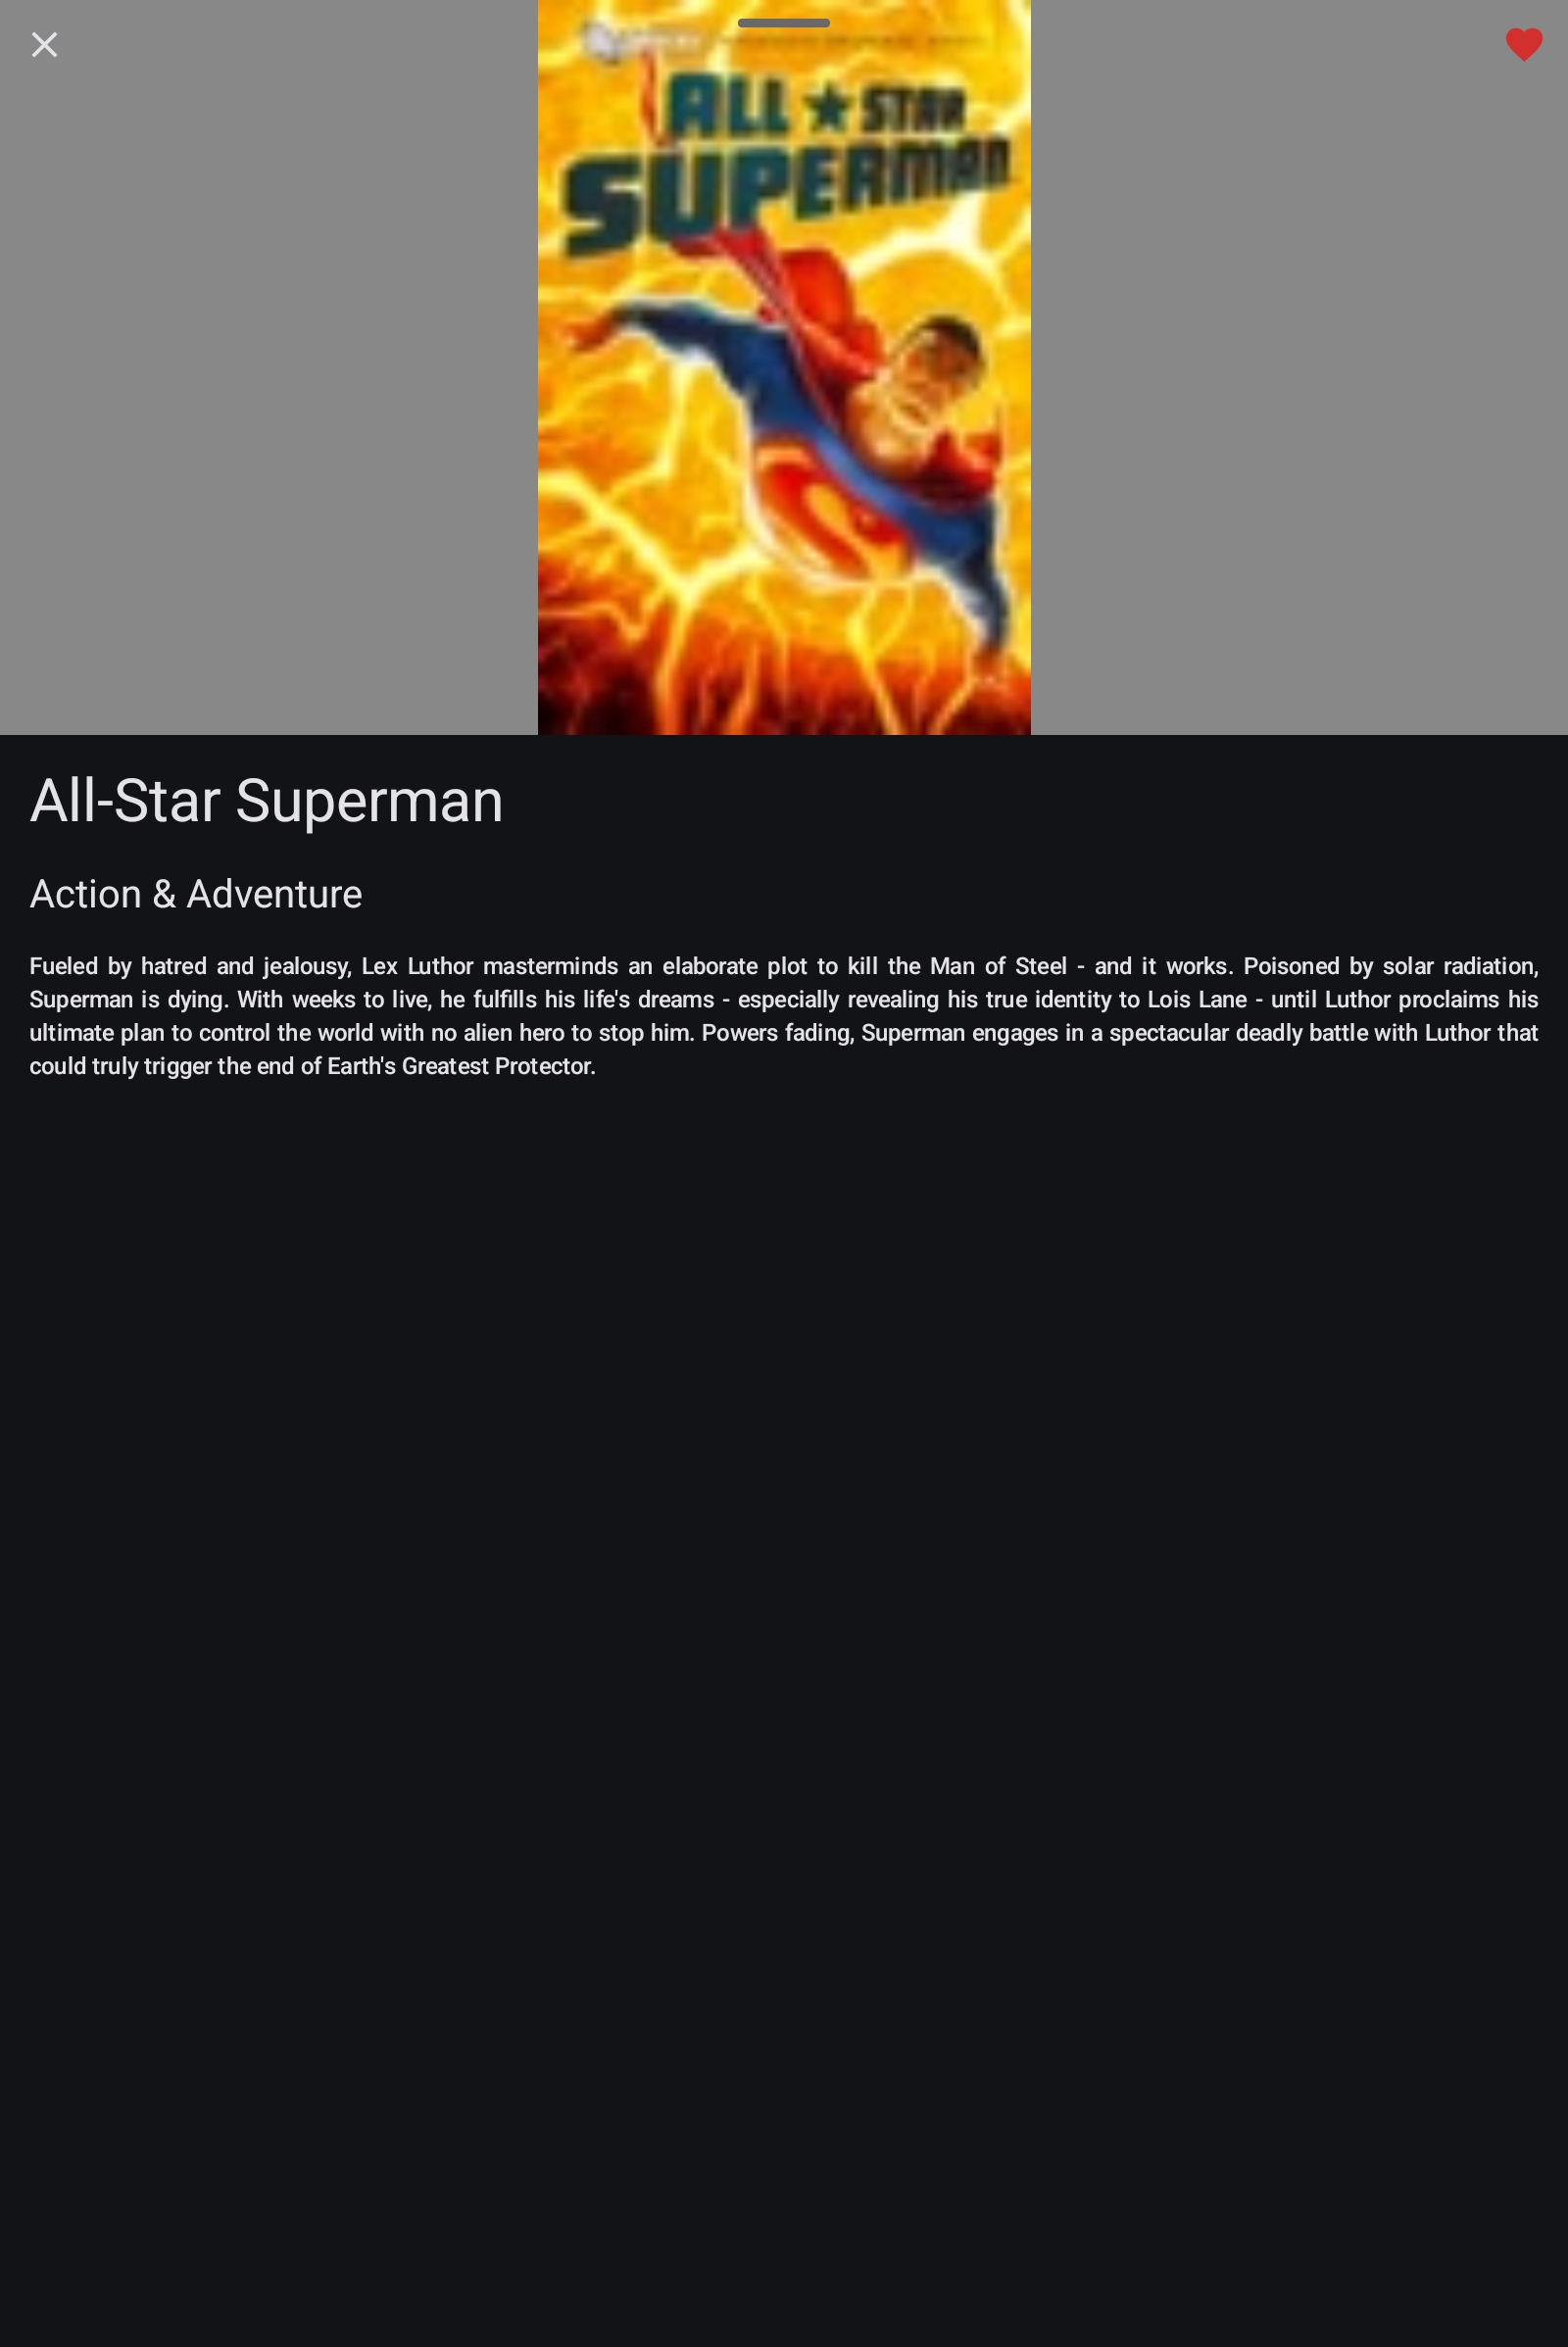 ALL ★ STAR
SUPERMAN
All-Star Superman
Action & Adventure
Fueled by hatred and jealousy, Lex Luthor masterminds an elaborate plot to kill the Man of Steel - and it works. Poisoned by solar radiation,
Superman is dying. With weeks to live, he fulfills his life's dreams - especially revealing his true identity to Lois Lane - until Luthor proclaims his
ultimate plan to control the world with no alien hero to stop him. Powers fading, Superman engages in a spectacular deadly battle with Luthor that
could truly trigger the end of Earth's Greatest Protector.